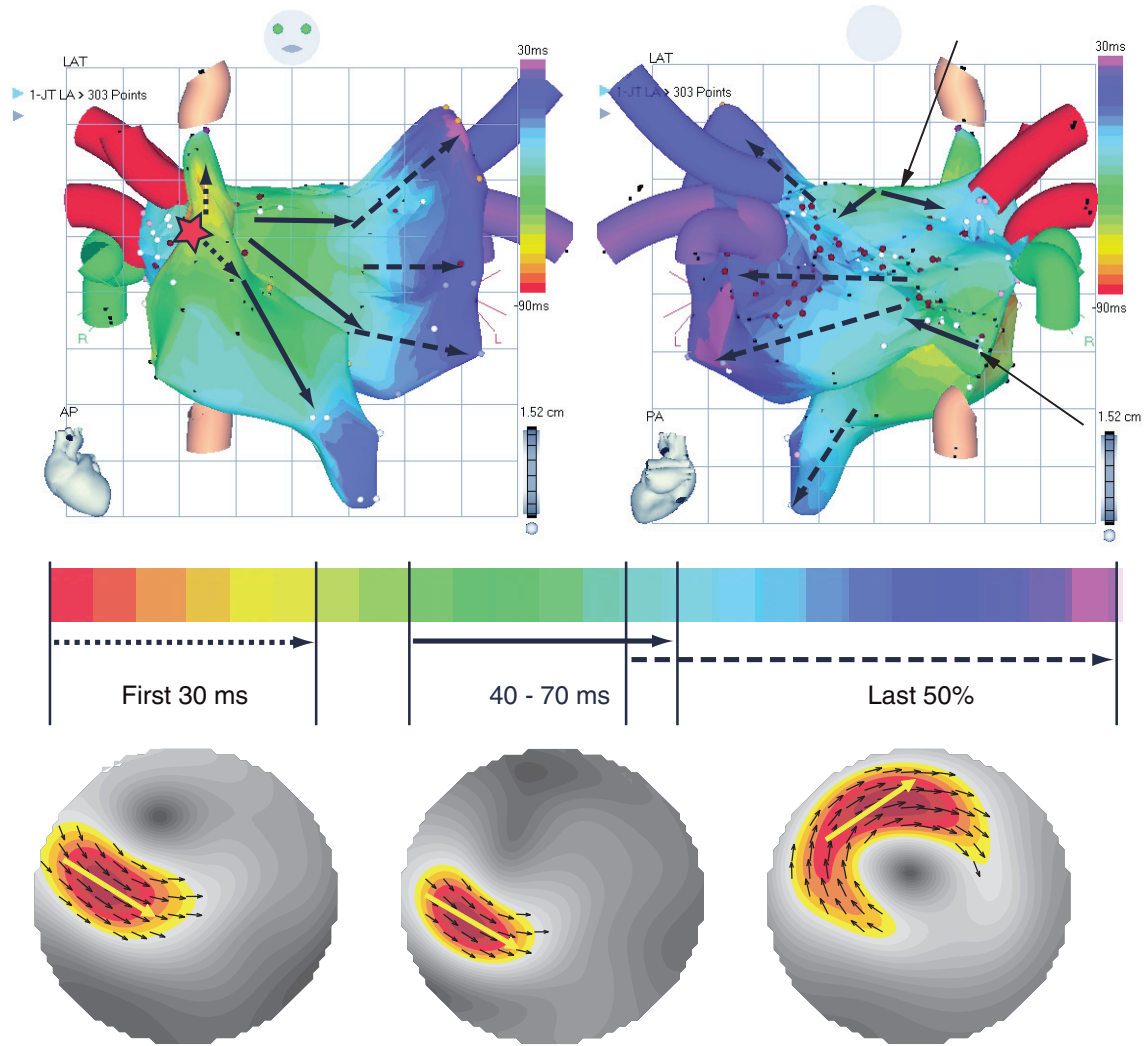 LAT
30ms
1-JT LA > 303 Points
-90ms
R
L
AP
1.52 cm
LAT
30ms
1-JT LA > 303 Points
-90ms
L
R
PA
1.52 cm
First 30 ms
40 - 70 ms
Last 50%